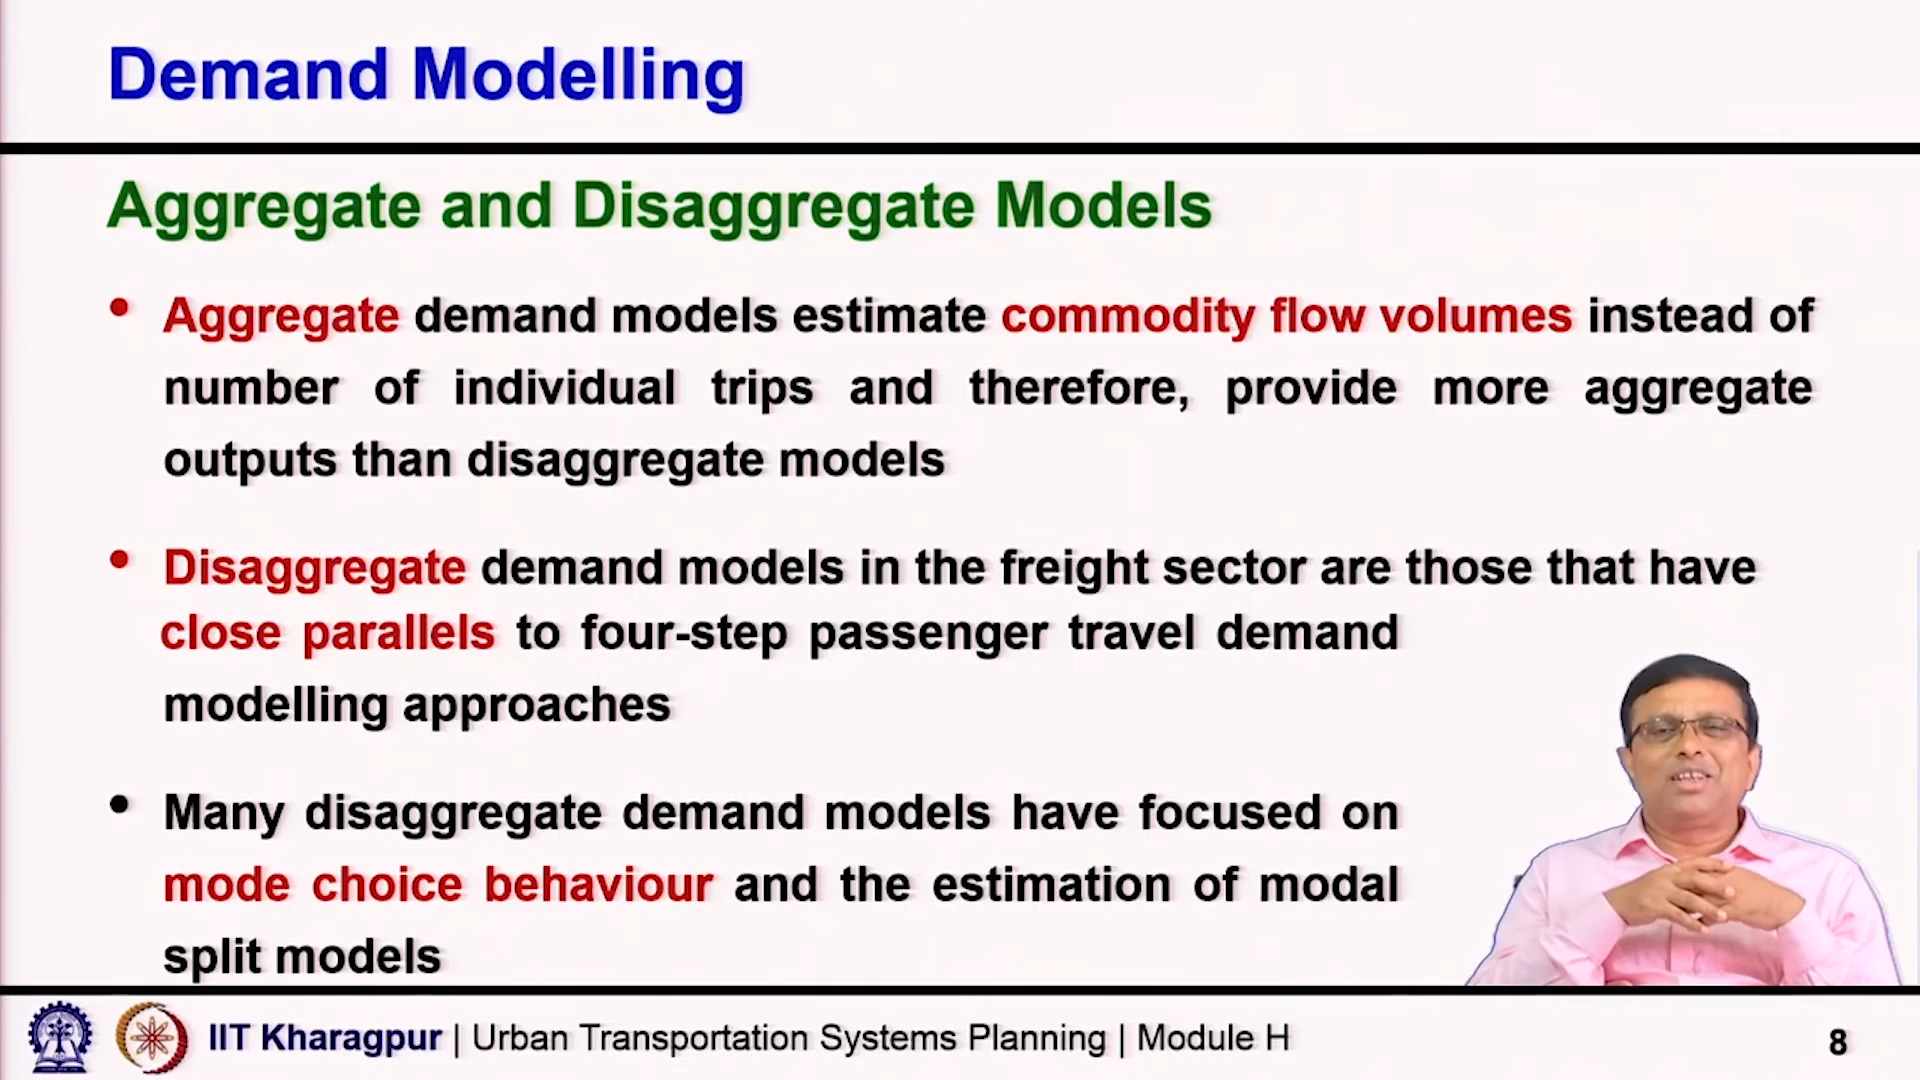 Demand Modelling
Aggregate and Disaggregate Models
• Aggregate demand models estimate commodity flow volumes instead of
number of individual trips and therefore, provide more aggregate
outputs than disaggregate models
• Disaggregate demand models in the freight sector are those that have
close parallels to four-step passenger travel demand
modelling approaches
• Many disaggregate demand models have focused on
mode choice behaviour and the estimation of modal
split models
IIT Kharagpur | Urban Transportation Systems Planning | Module H
8